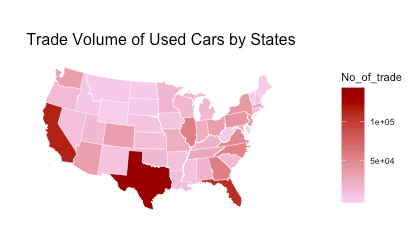 Trade Volume of Used Cars by States
No_of_trade
1e+05
5e+04